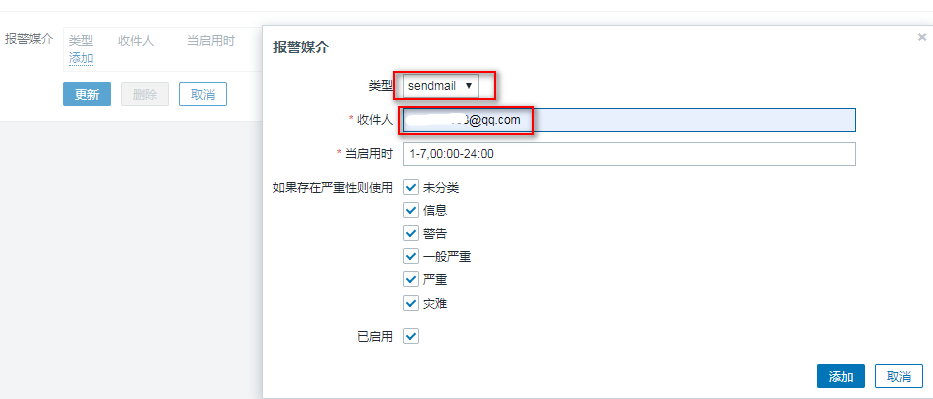 报警媒介
类型 收件人 当启用时
添加
更新 删除 取消
报警媒介
类型 sendmail
* 收件人 @qq.com
* 当启用时 1-7,00:00-24:00
如果存在严重性则使用 未分类
信息
警告
一般严重
严重
灾难
已启用
添加 取消